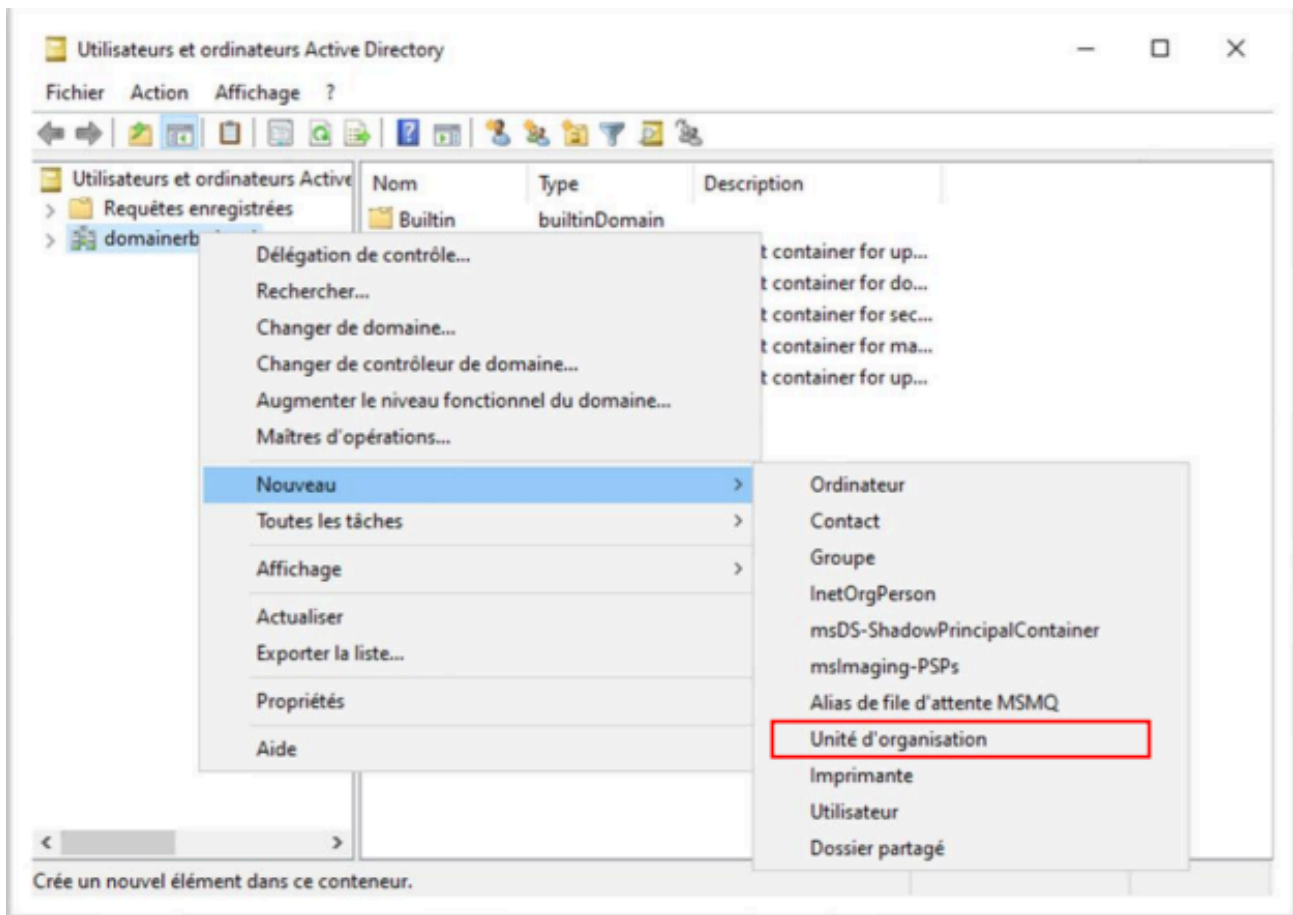 Utilisateurs et ordinateurs Active Directory
Fichier Action Affichage ?
Utilisateurs et ordinateurs Active
Requêtes enregistrées
Nom Type Description
Builtin builtinDomain
t container for up...
t container for do...
t container for sec...
t container for ma...
t container for up...
Délégation de contrôle...
Rechercher...
Changer de domaine...
Changer de contrôleur de domaine...
Augmenter le niveau fonctionnel du domaine...
Maîtres d'opérations...
Nouveau
Toutes les tâches
Affichage
Actualiser
Exporter la liste...
Propriétés
Aide
Ordinateur
Contact
Groupe
InetOrgPerson
msDS-ShadowPrincipalContainer
msImaging-PSPs
Alias de file d'attente MSMQ
Unité d'organisation
Imprimante
Utilisateur
Dossier partagé
Crée un nouvel élément dans ce conteneur.